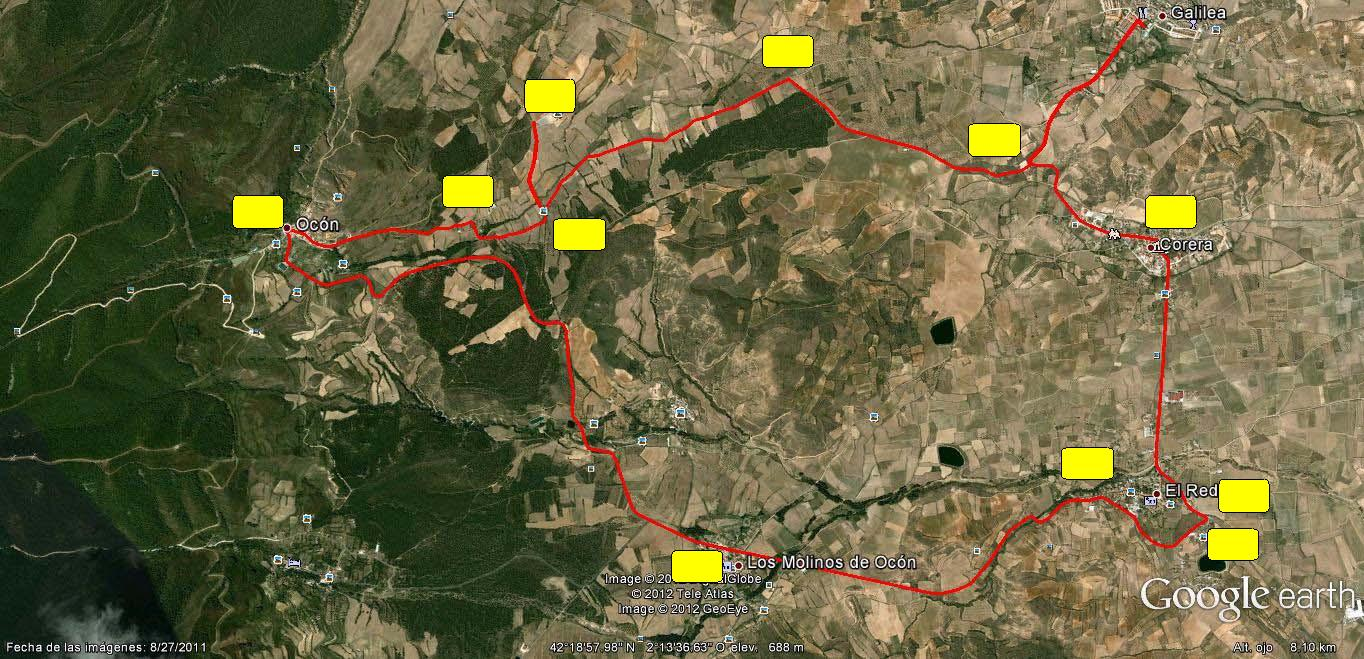 Galilea
Ocón
Corera
El Red
Los Molinos de Ocón
Image © 20
© 2012 Tele Atlas
Image © 2012 GeoEye
Google earth
Fecha de las imágenes: 8/27/2011
42°18'57.98" N 2°13'36.63" O elev. 688 m
Alt. ojo 8.10 km